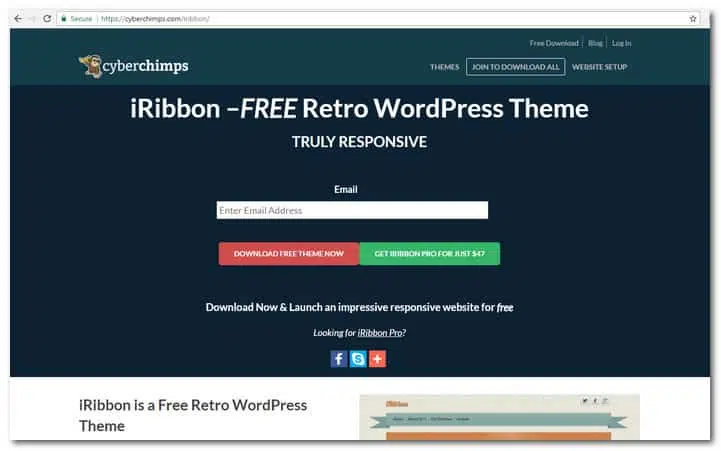 Secure https://cyberchimps.com/iribbon/
Free Download Blog Log In
cyberchimps
THEMES JOIN TO DOWNLOAD ALL WEBSITE SETUP
iRibbon –FREE Retro WordPress Theme
TRULY RESPONSIVE
Email
Enter Email Address
DOWNLOAD FREE THEME NOW GET IRIBBON PRO FOR JUST $47
Download Now & Launch an impressive responsive website for free
Looking for iRibbon Pro?
iRibbon is a Free Retro WordPress
Theme
iRibbon